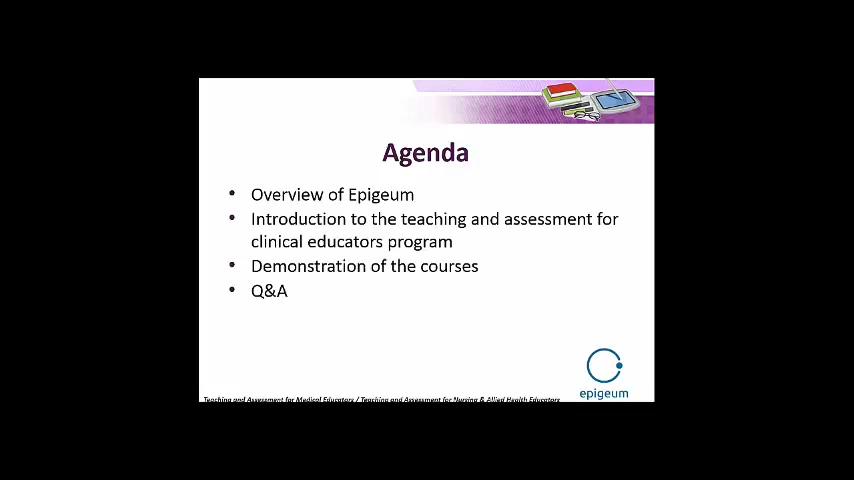 Agenda
• Overview of Epigeum
• Introduction to the teaching and assessment for
clinical educators program
• Demonstration of the courses
• Q&A
epigeum
Teaching and Assessment for Medical Educators / Teaching and Assessment for Nursing & Allied Health Educators